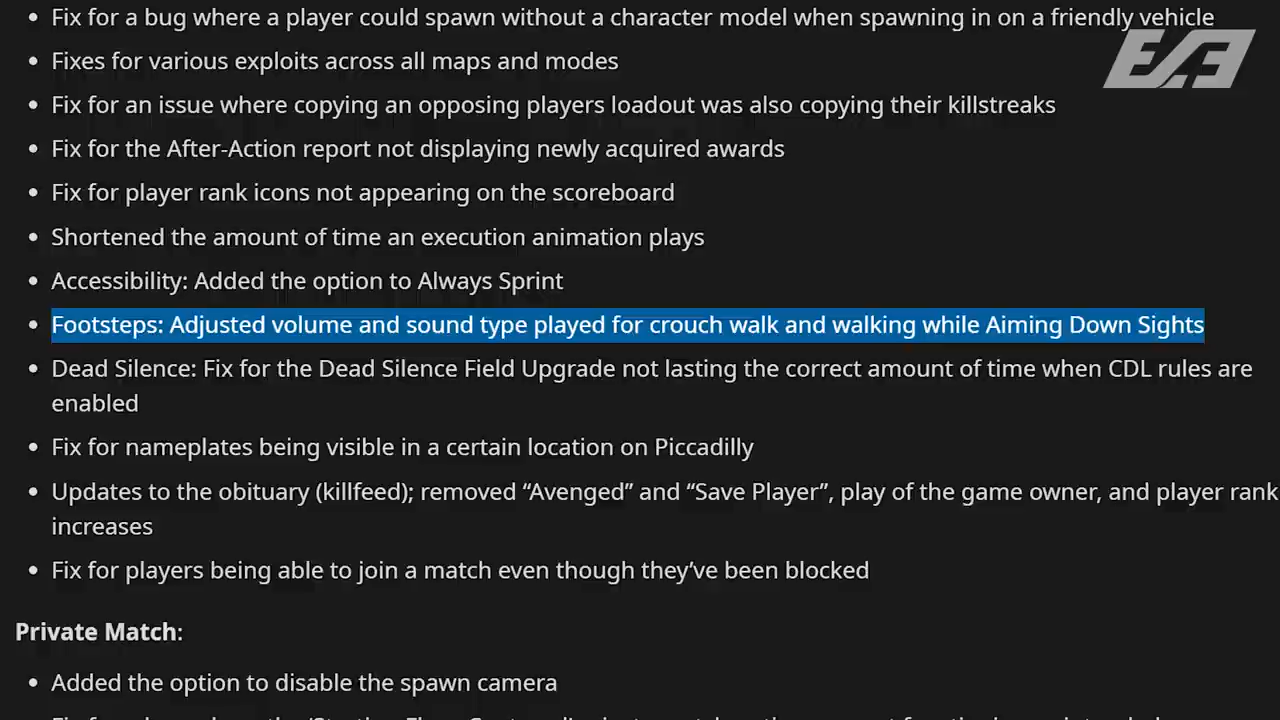 Fix for a bug where a player could spawn without a character model when spawning in on a friendly vehicle
Fixes for various exploits across all maps and modes
Fix for an issue where copying an opposing players loadout was also copying their killstreaks
Fix for the After-Action report not displaying newly acquired awards
Fix for player rank icons not appearing on the scoreboard
Shortened the amount of time an execution animation plays
Accessibility: Added the option to Always Sprint
Footsteps: Adjusted volume and sound type played for crouch walk and walking while Aiming Down Sights
Dead Silence: Fix for the Dead Silence Field Upgrade not lasting the correct amount of time when CDL rules are
enabled
Fix for nameplates being visible in a certain location on Piccadilly
Updates to the obituary (killfeed); removed “Avenged” and “Save Player”, play of the game owner, and player rank
increases
Fix for players being able to join a match even though they’ve been blocked
Private Match:
Added the option to disable the spawn camera